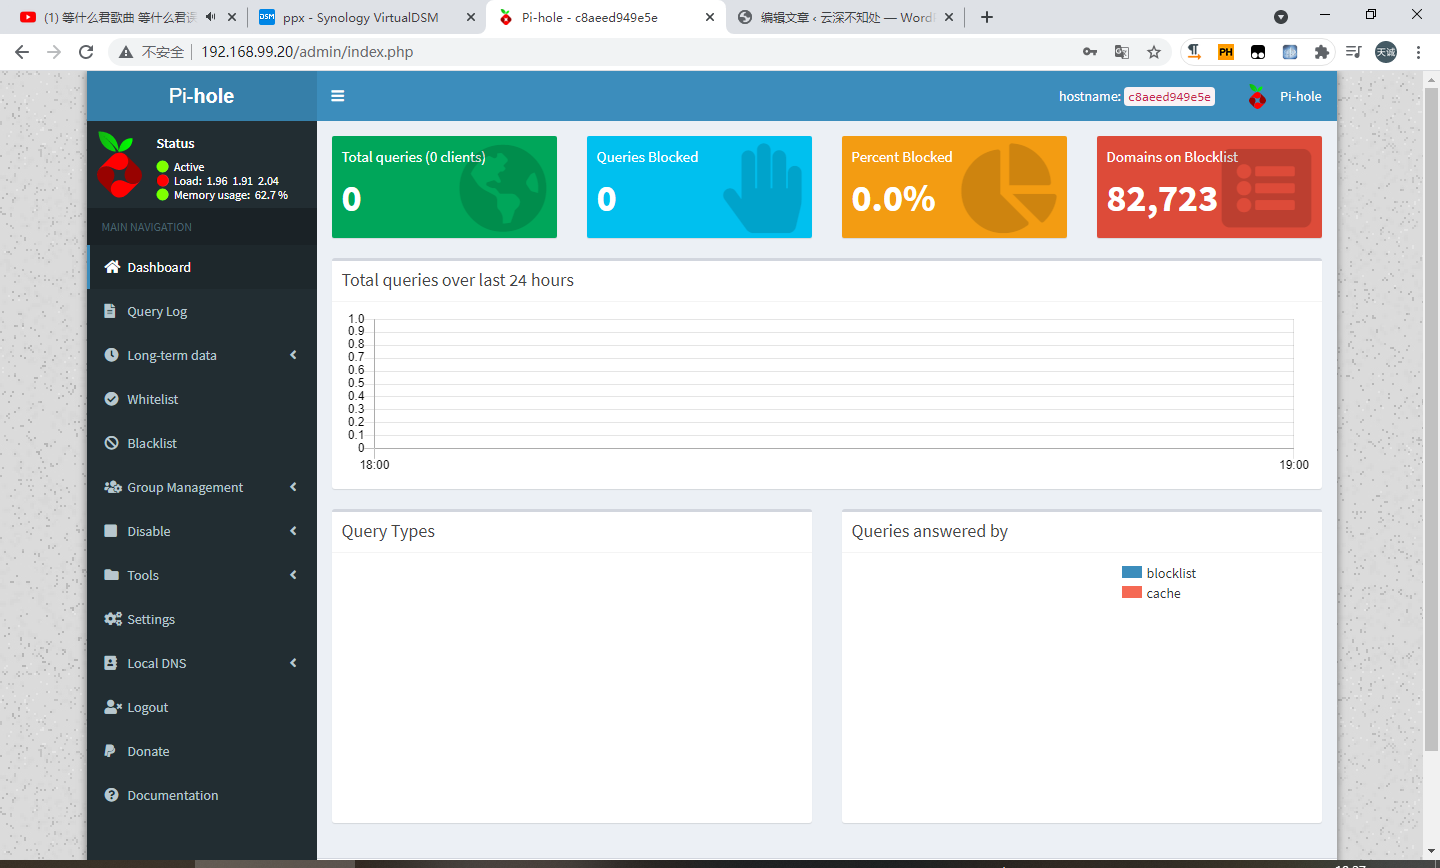 (1) 等什么君歌曲 等什么君
ppx - Synology VirtualDSM
Pi-hole - c8aeed949e5e
编辑文章 ‹ 云深不知处 — Word
不安全
192.168.99.20/admin/index.php
PH
天诚
Pi-hole
hostname: c8aeed949e5e
Pi-hole
Status
Active
Load: 1.96 1.91 2.04
Memory usage: 62.7 %
MAIN NAVIGATION
Dashboard
Query Log
Long-term data
Whitelist
Blacklist
Group Management
Disable
Tools
Settings
Local DNS
Logout
Donate
Documentation
Total queries (0 clients)
0
Queries Blocked
0
Percent Blocked
0.0%
Domains on Blocklist
82,723
Total queries over last 24 hours
1.0
0.9
0.8
0.7
0.6
0.5
0.4
0.3
0.2
0.1
0
18:00
19:00
Query Types
Queries answered by
blocklist
cache